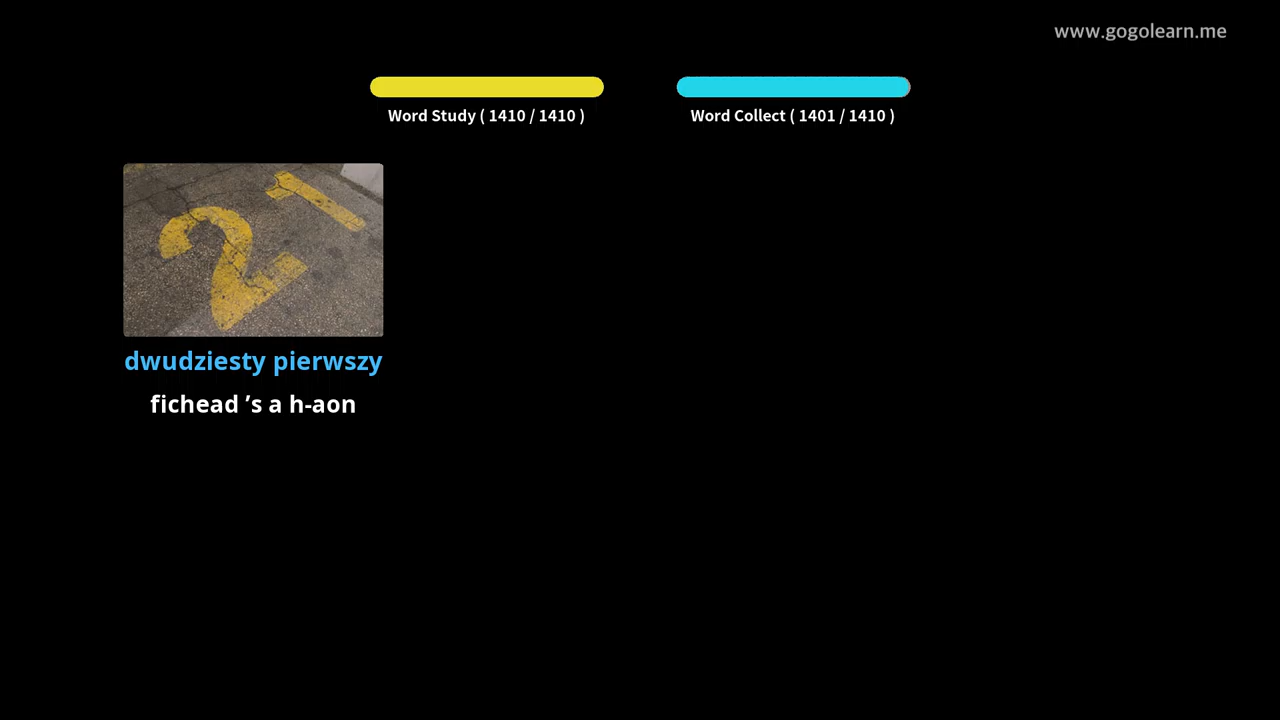 www.gogolearn.me
Word Study ( 1410 / 1410 )
Word Collect ( 1401 / 1410 )
21
dwudziesty pierwszy
fichead ’s a h-aon